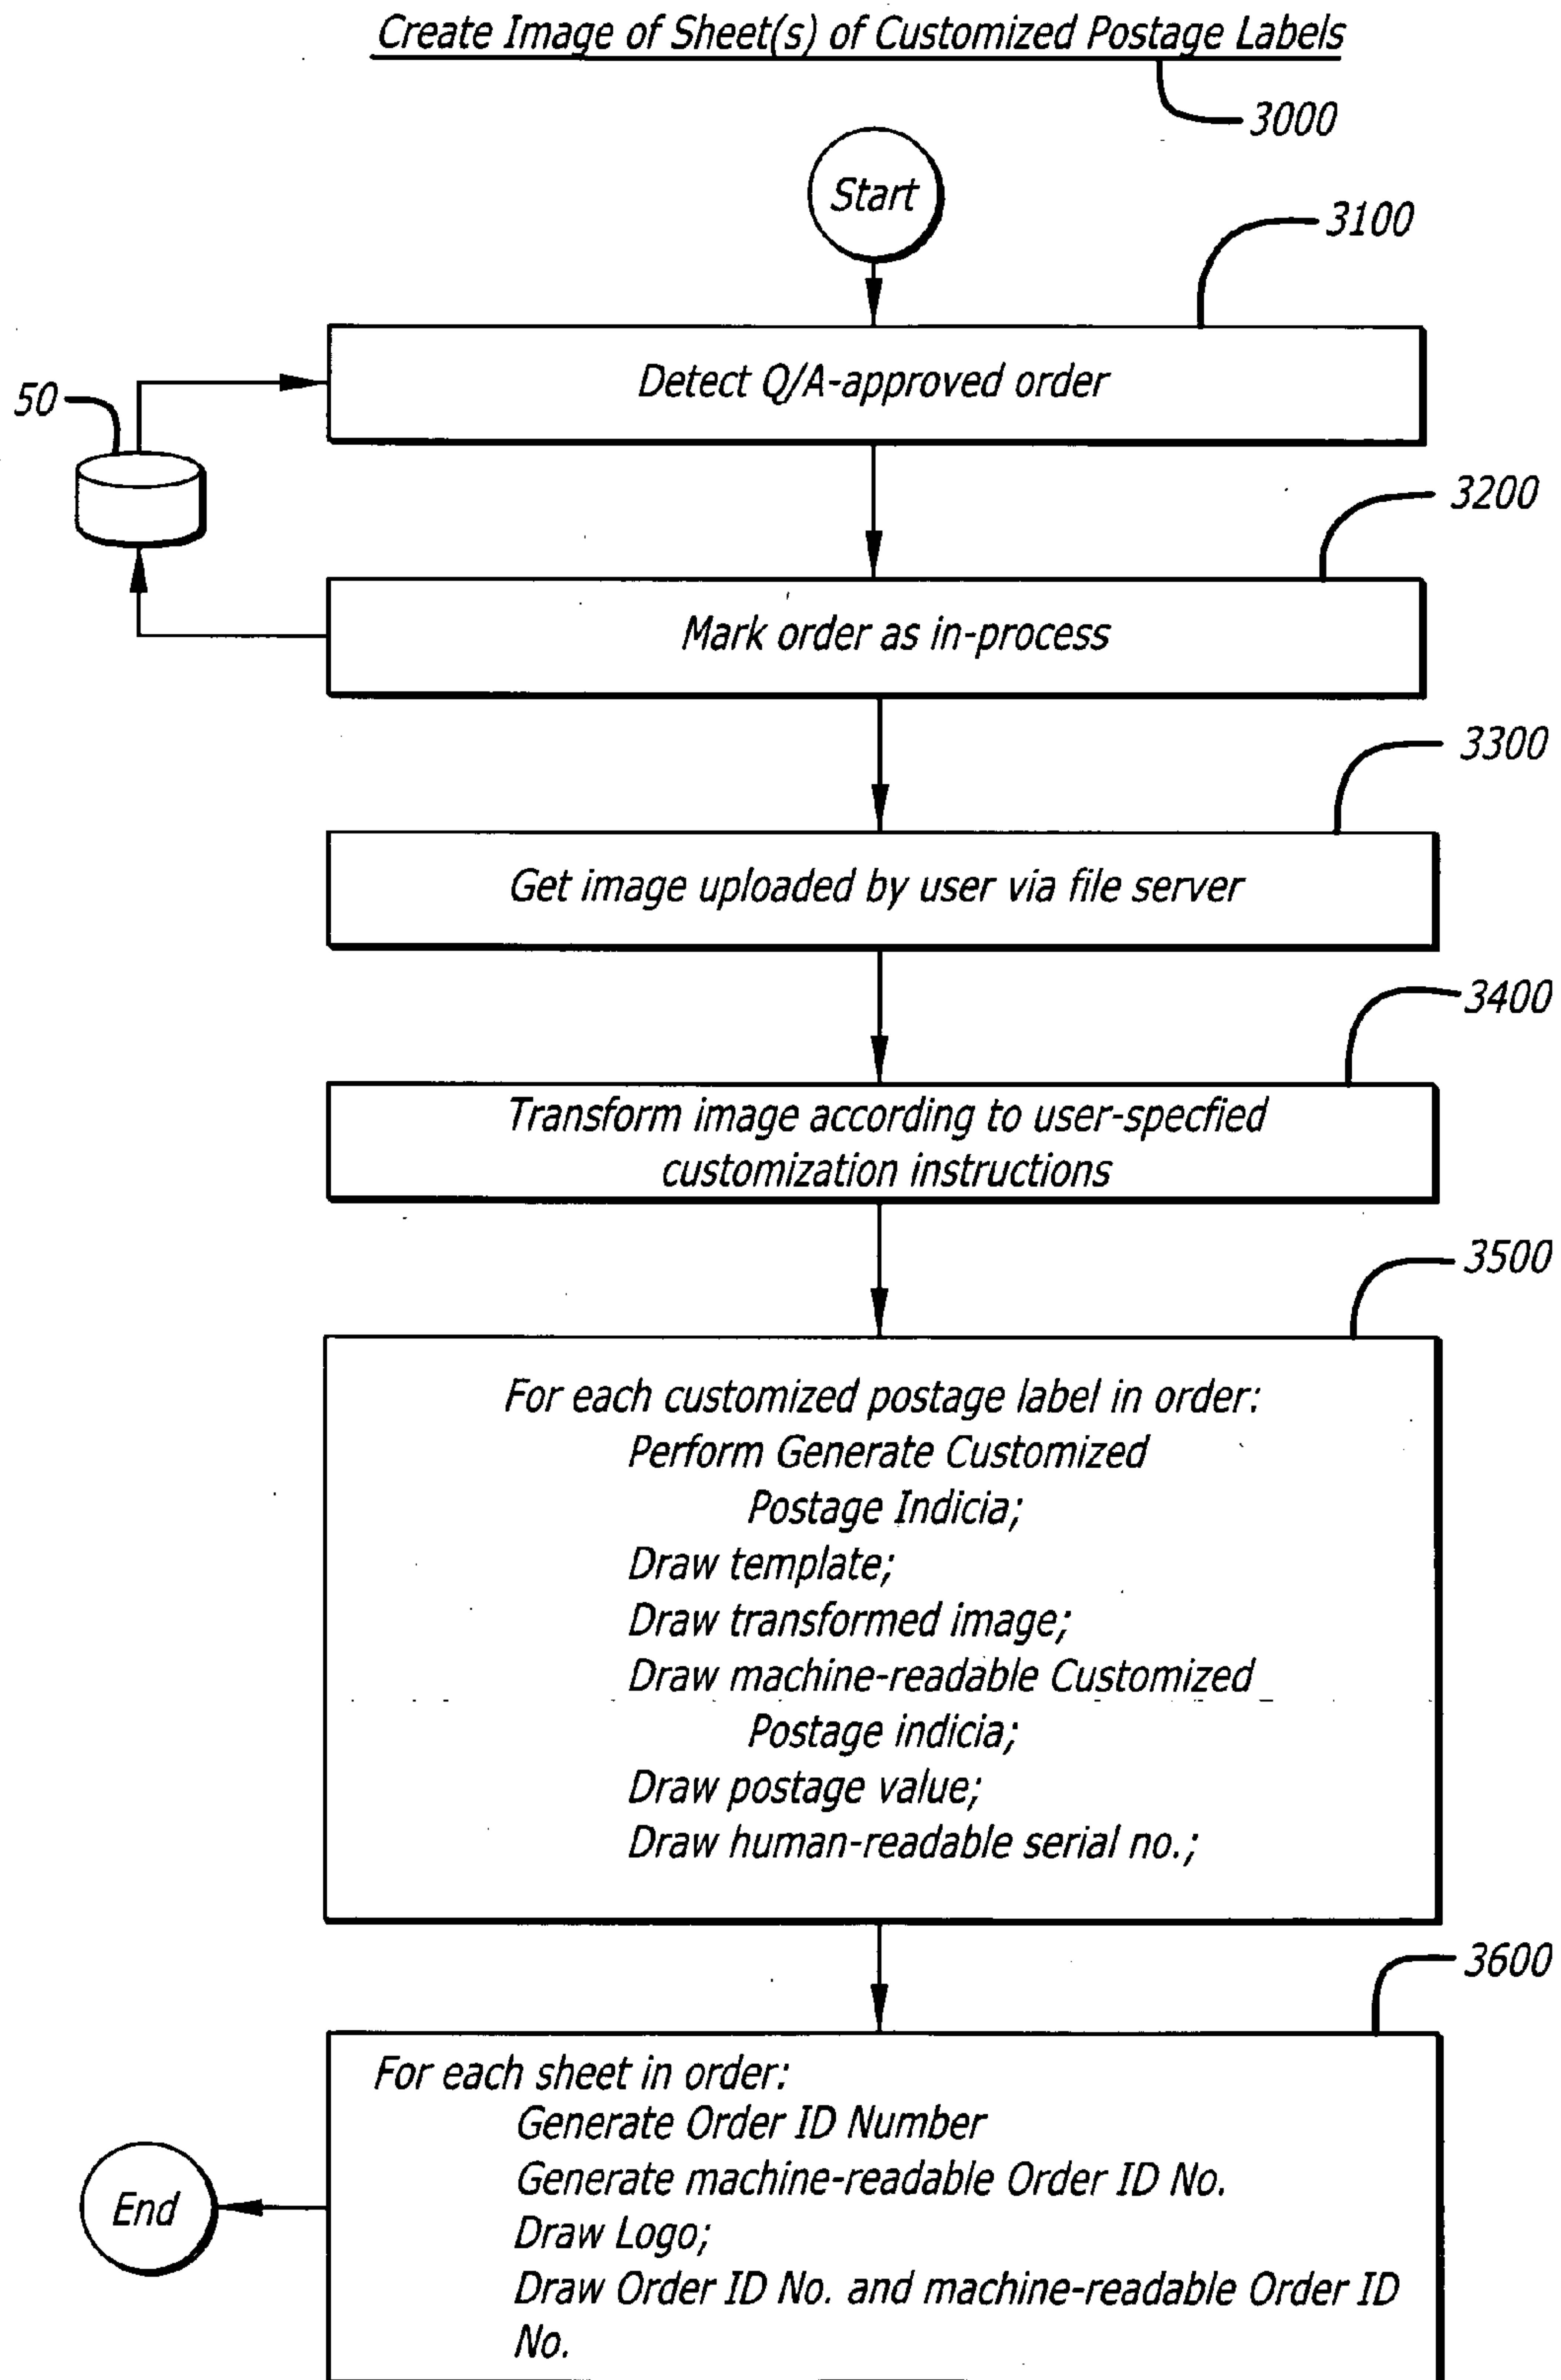 Create Image of Sheet(s) of Customized Postage Labels
3000
Start
3100
Detect Q/A-approved order
50
3200
Mark order as in-process
3300
Get image uploaded by user via file server
3400
Transform image according to user-specfied
customization instructions
3500
For each customized postage label in order:
Perform Generate Customized
Postage Indicia;
Draw template;
Draw transformed image;
Draw machine-readable Customized
Postage indicia;
Draw postage value;
Draw human-readable serial no.;
3600
For each sheet in order:
Generate Order ID Number
Generate machine-readable Order ID No.
Draw Logo;
Draw Order ID No. and machine-readable Order ID
No.
End